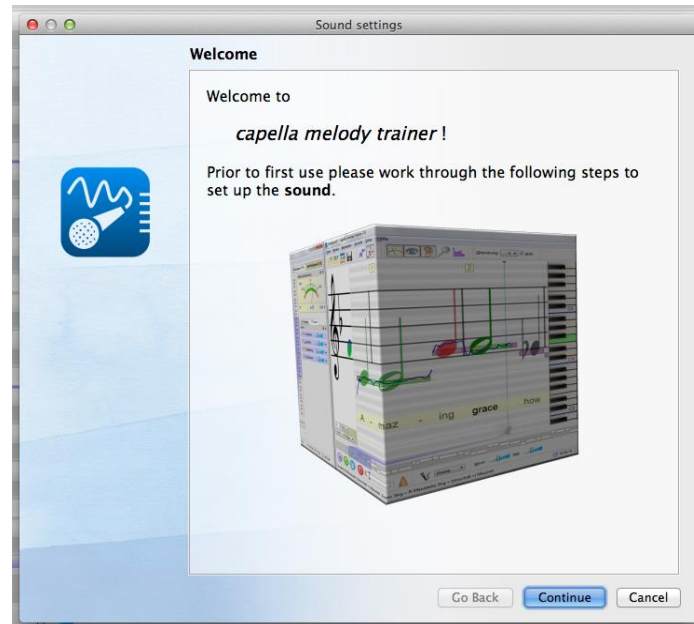 Sound settings
Welcome
Welcome to
capella melody trainer !
Prior to first use please work through the following steps to
set up the sound.
A - maz - ing grace how
Go Back Continue Cancel